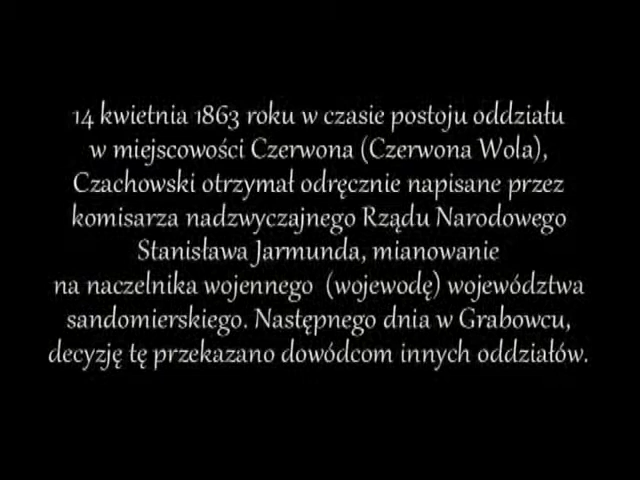 14 kwietnia 1863 roku w czasie postoju oddziału
w miejscowości Czerwona (Czerwona Wola),
Czachowski otrzymał odręcznie napisane przez
komisarza nadzwyczajnego Rządu Narodowego
Stanisława Jarmunda, mianowanie
na naczelnika wojennego (wojewodę) województwa
sandomierskiego. Następnego dnia w Grabowcu,
decyzję tę przekazano dowódcom innych oddziałów.